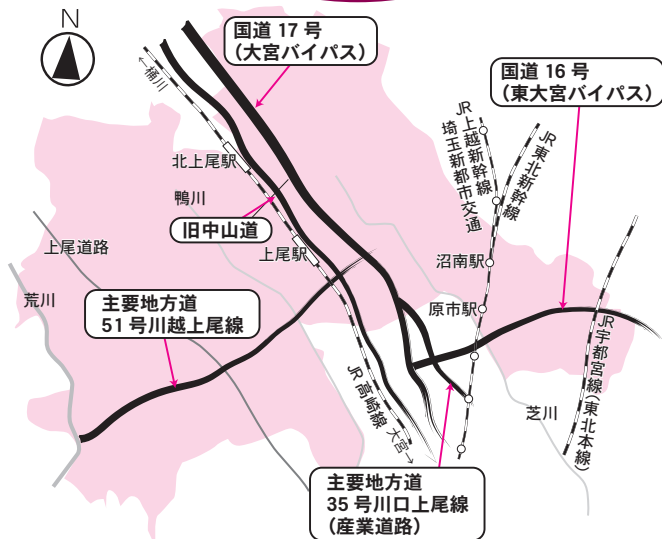 N
国道 17 号
(大宮バイパス)
←桶川
国道 16 号
(東大宮バイパス)
JR上越新幹線
埼玉新都市交通
JR東北新幹線
北上尾駅
鴨川
旧中山道
上尾駅
上尾道路
沼南駅
荒川
主要地方道
51 号川越上尾線
原市駅
JR宇都宮線(東北本線)
JR高崎線
大宮→
芝川
主要地方道
35 号川口上尾線
(産業道路)